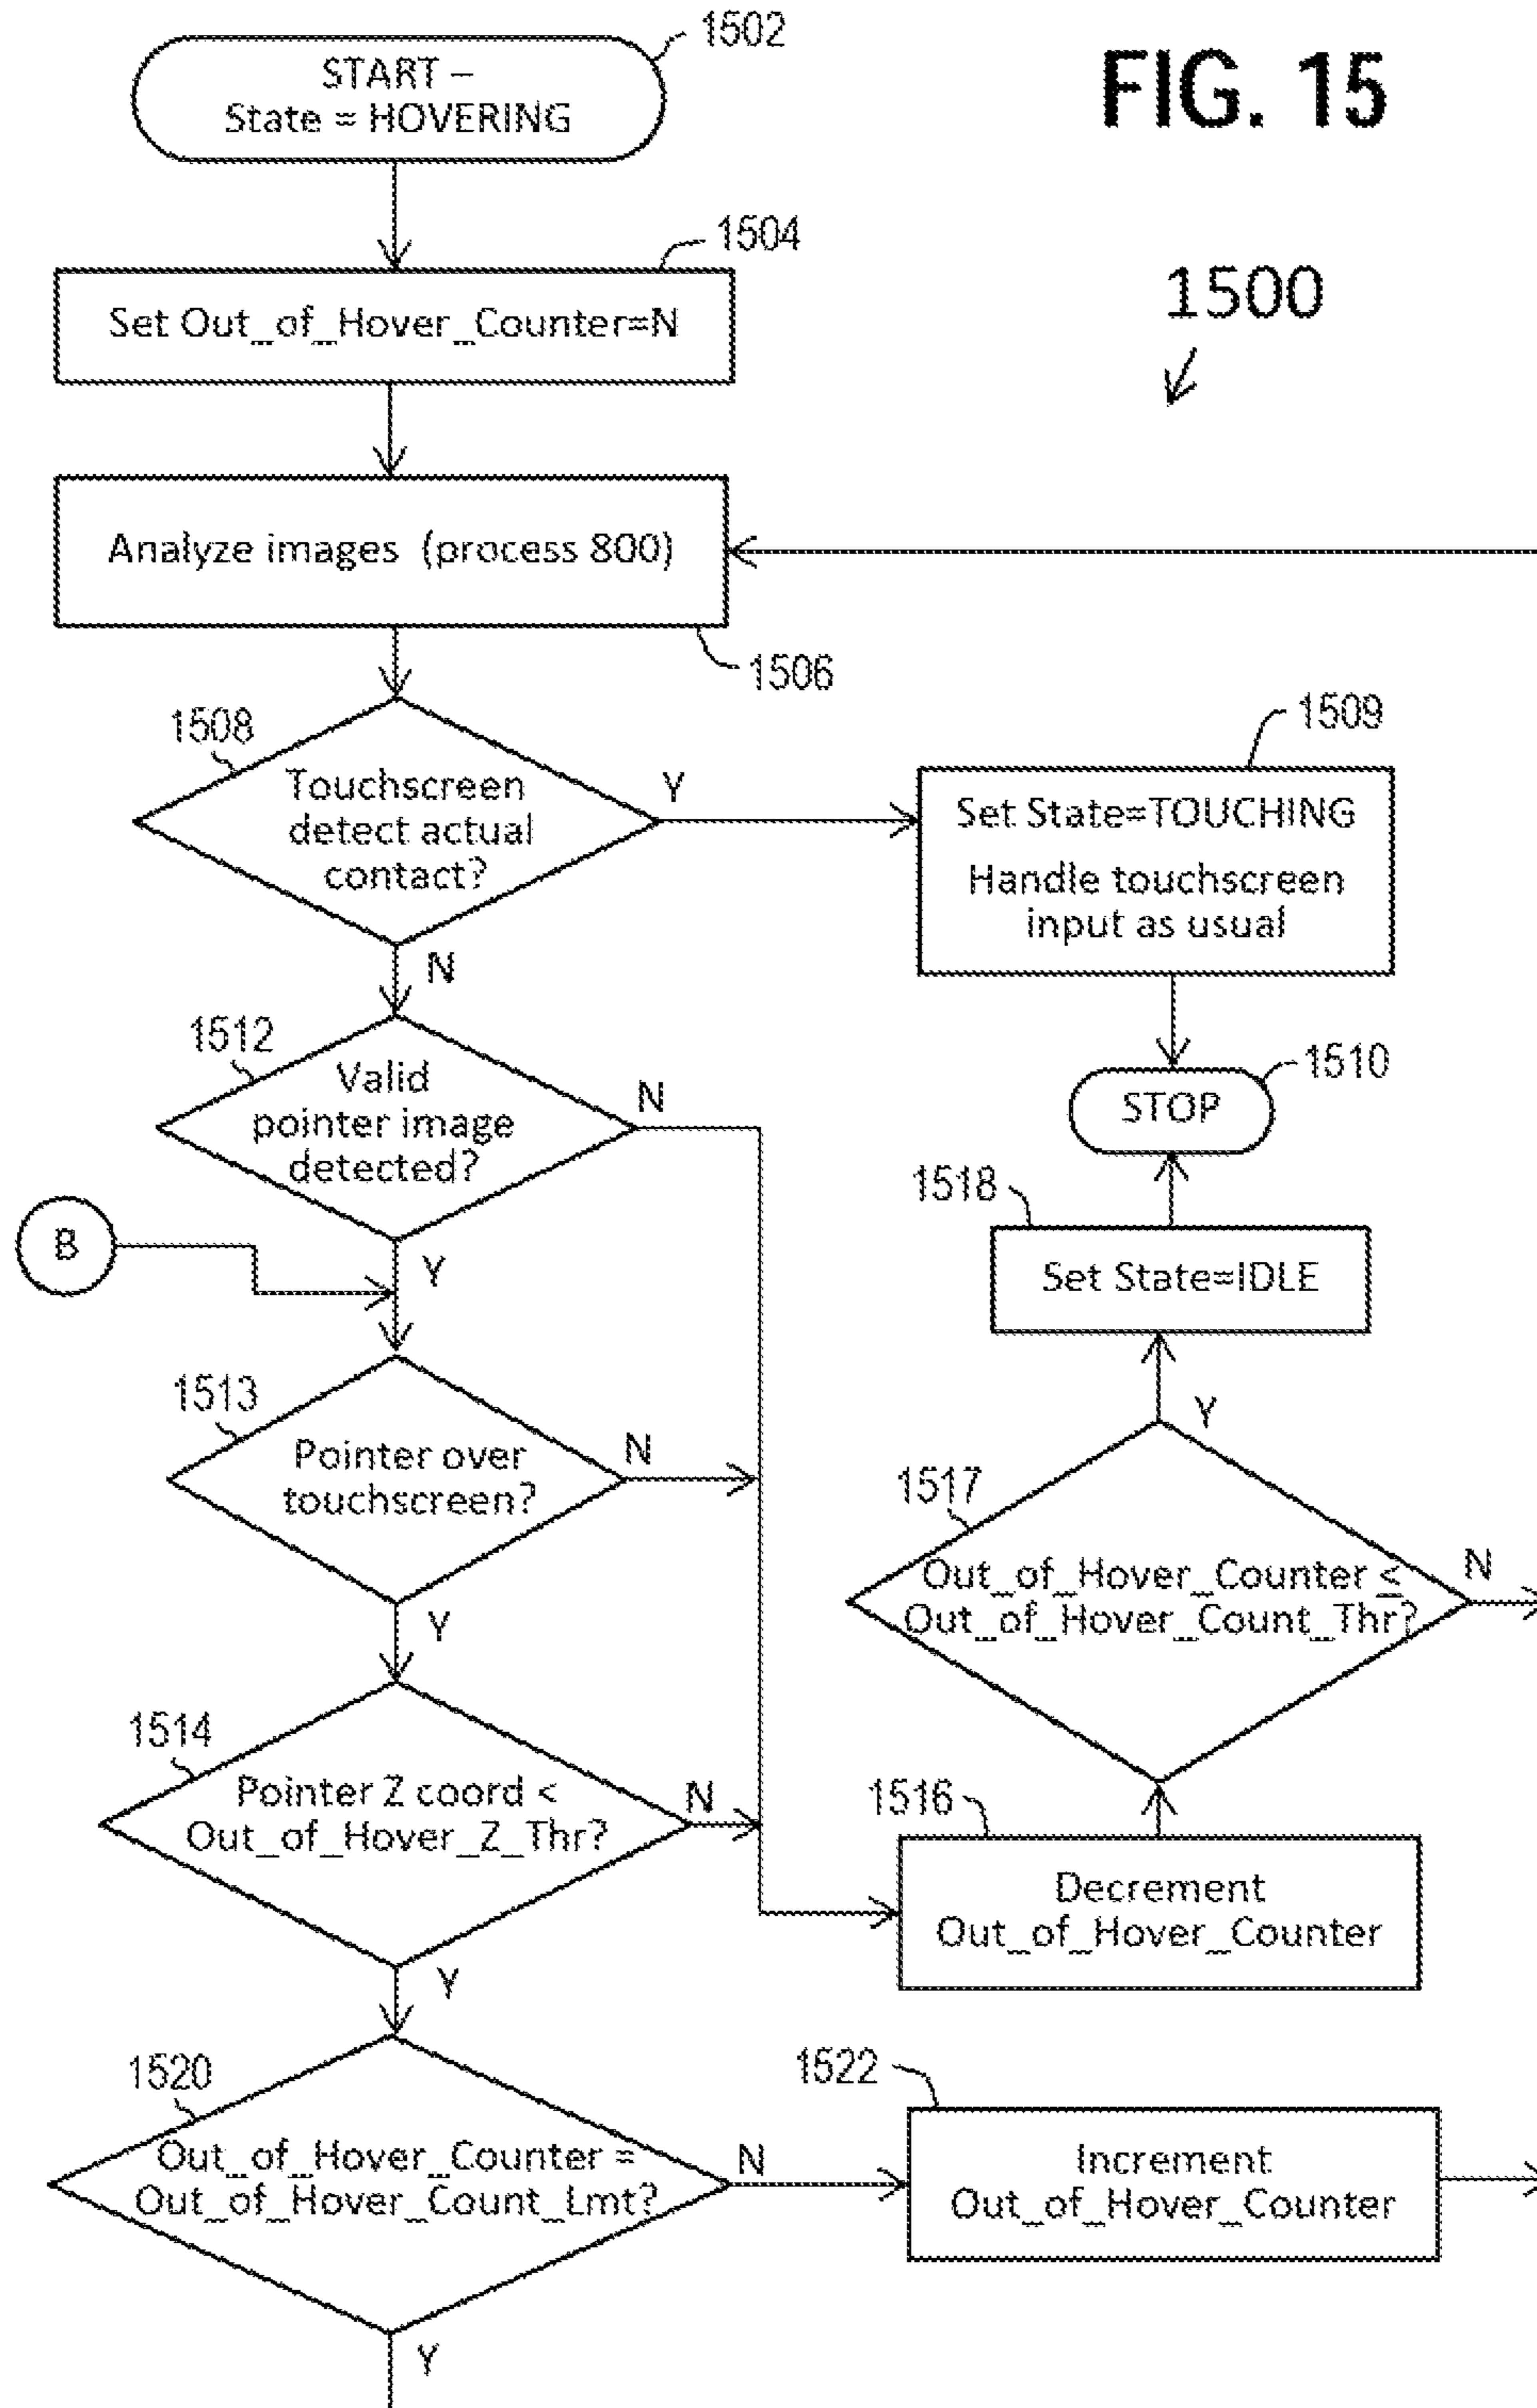 1502
FIG. 15
START –
State = HOVERING
1504
Set Out_of_Hover_Counter=N
1500
Analyze images (process 800)
1506
1508
Touchscreen
detect actual
contact?
Y
N
1509
Set State=TOUCHING
Handle touchscreen
input as usual
1510
STOP
1512
Valid
pointer image
detected?
N
Y
B
1518
Set State=IDLE
Y
1513
Pointer over
touchscreen?
N
Y
1517
Out_of_Hover_Counter ≤
Out_of_Hover_Count_Thr?
N
1514
Pointer Z coord <
Out_of_Hover_Z_Thr?
N
Y
1516
Decrement
Out_of_Hover_Counter
1520
Out_of_Hover_Counter =
Out_of_Hover_Count_Lmt?
N
Y
1522
Increment
Out_of_Hover_Counter